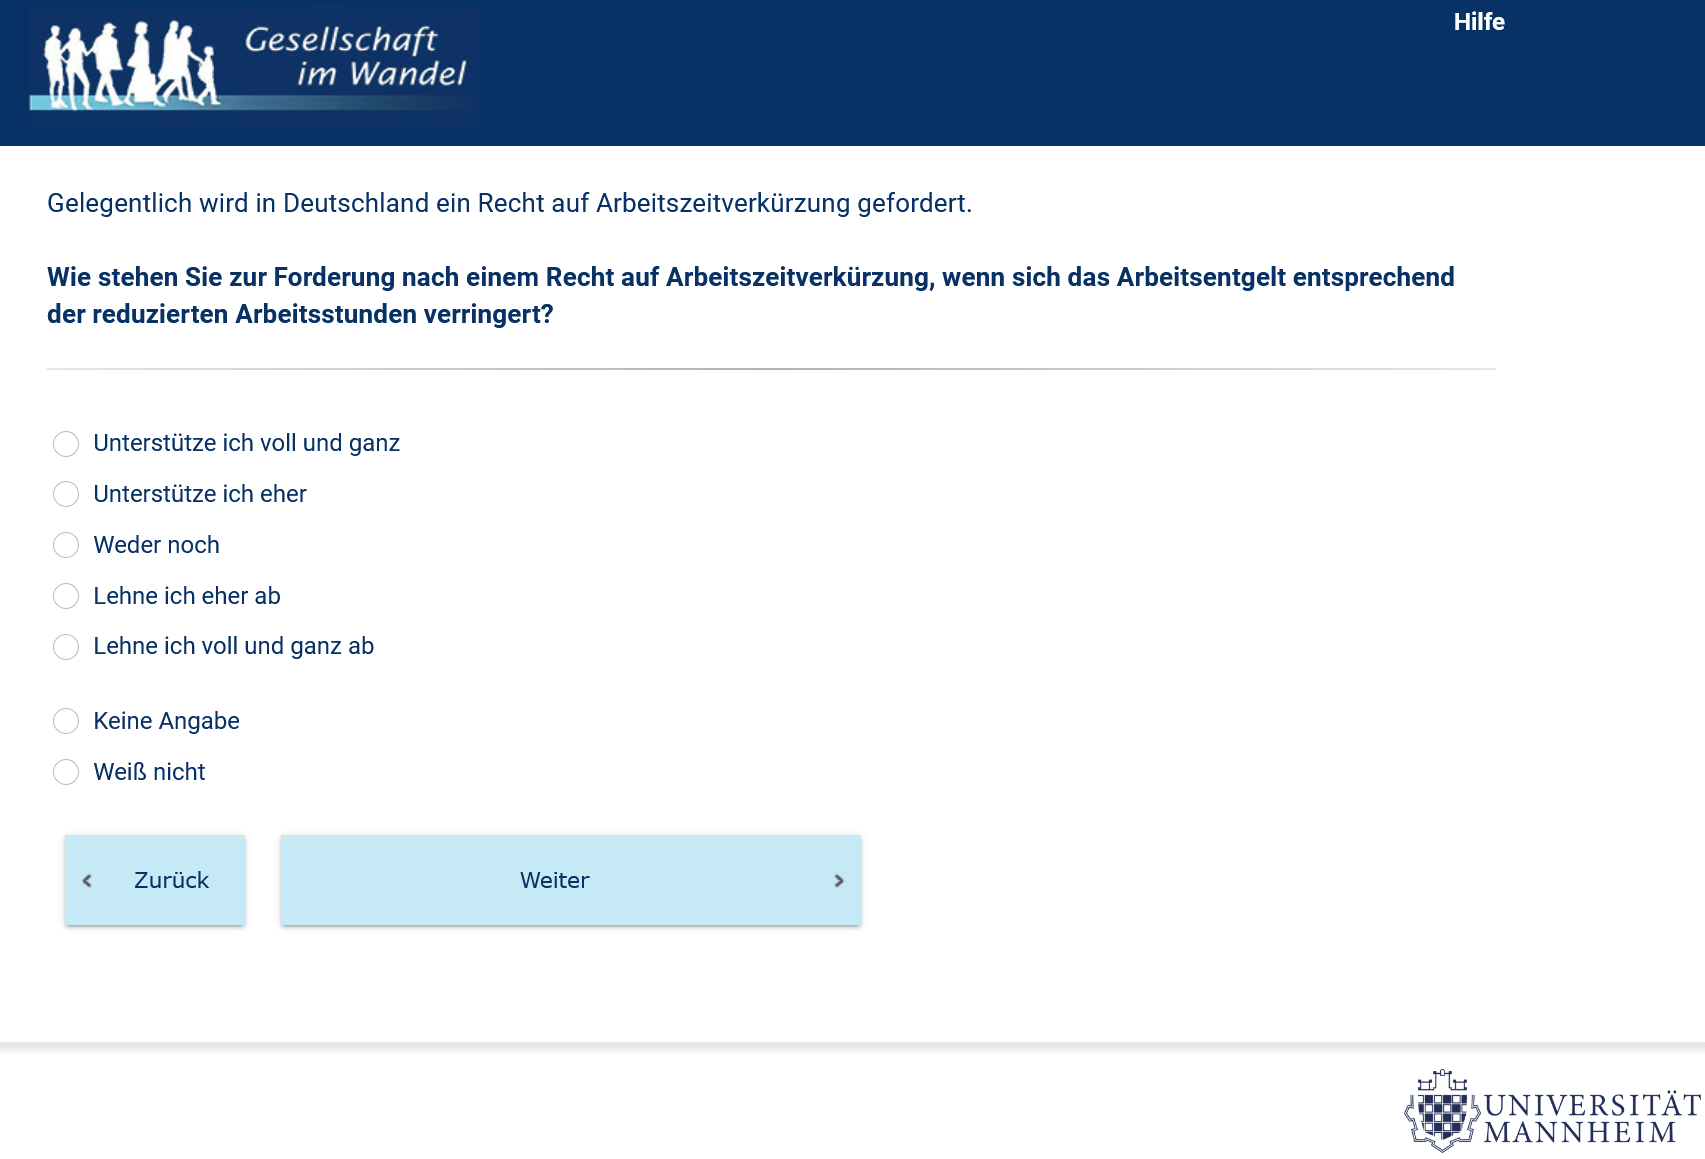 Gesellschaft
im Wandel
Hilfe
Gelegentlich wird in Deutschland ein Recht auf Arbeitszeitverkürzung gefordert.
Wie stehen Sie zur Forderung nach einem Recht auf Arbeitszeitverkürzung, wenn sich das Arbeitsentgelt entsprechend
der reduzierten Arbeitsstunden verringert?
Unterstütze ich voll und ganz
Unterstütze ich eher
Weder noch
Lehne ich eher ab
Lehne ich voll und ganz ab
Keine Angabe
Weiß nicht
Zurück
Weiter
UNIVERSITÄT
MANNHEIM